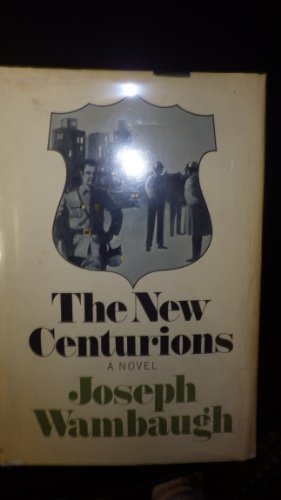 The New
Centurions
A NOVEL
Joseph
Wambaugh